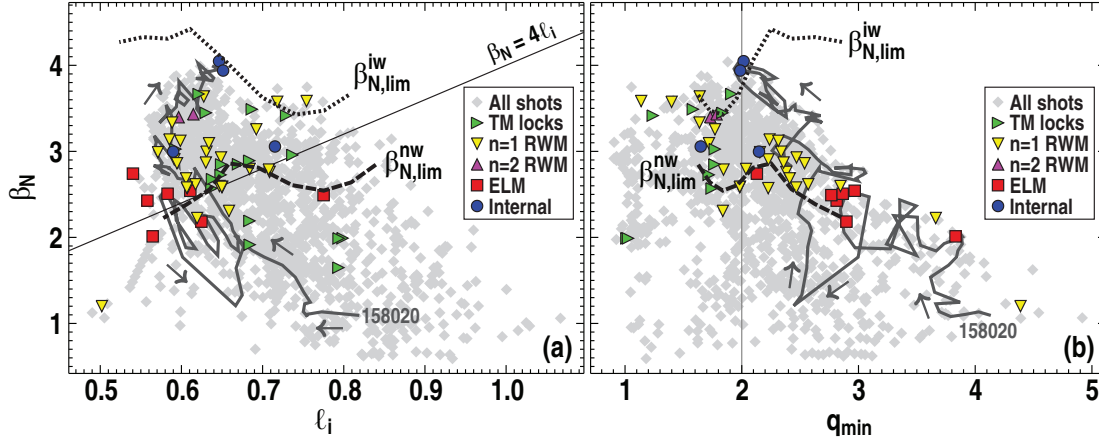 β_N = 4ℓ_i
β_N,lim^iw
All shots
TM locks
n=1 RWM
n=2 RWM
ELM
Internal
β_N,lim^nw
158020
(a)
4
3
2
1
β_N
0.5 0.6 0.7 0.8 0.9 1.0
ℓ_i
β_N,lim^iw
All shots
TM locks
n=1 RWM
n=2 RWM
ELM
Internal
β_N,lim^nw
158020
(b)
1 2 3 4 5
q_min